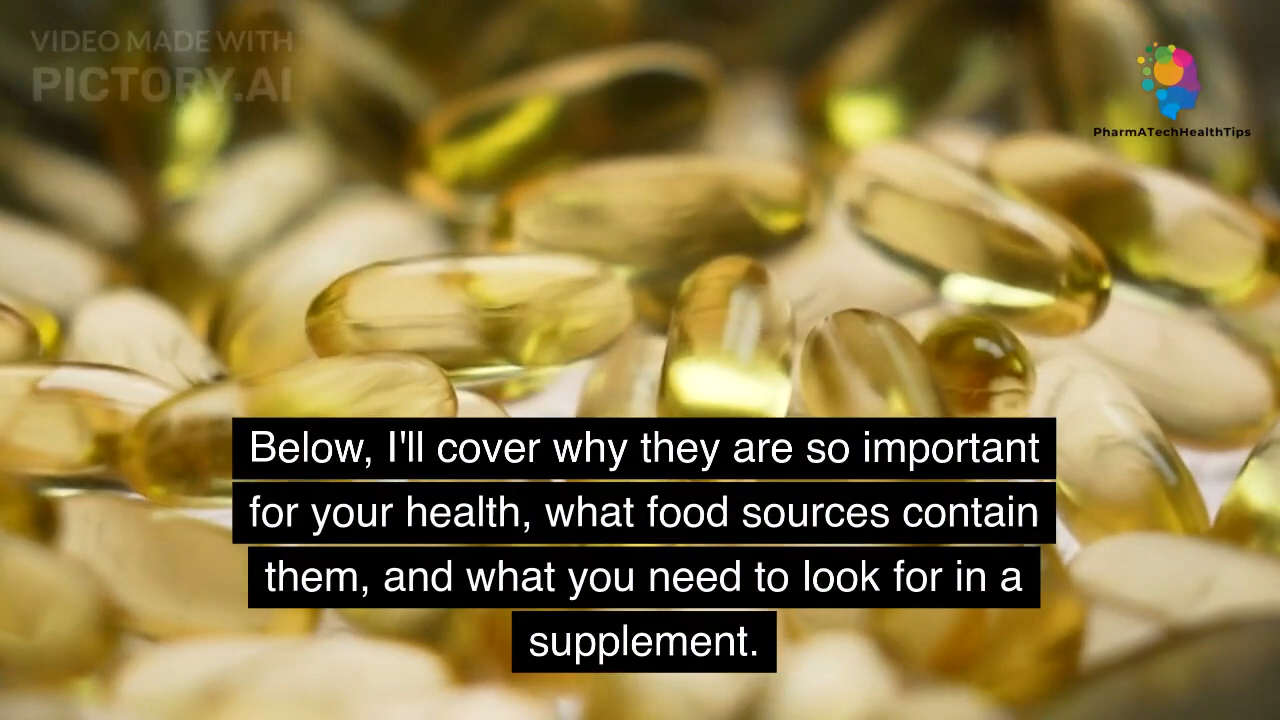 VIDEO MADE WITH
PICTORY.AI
PharmATechHealthTips
Below, I'll cover why they are so important
for your health, what food sources contain
them, and what you need to look for in a
supplement.